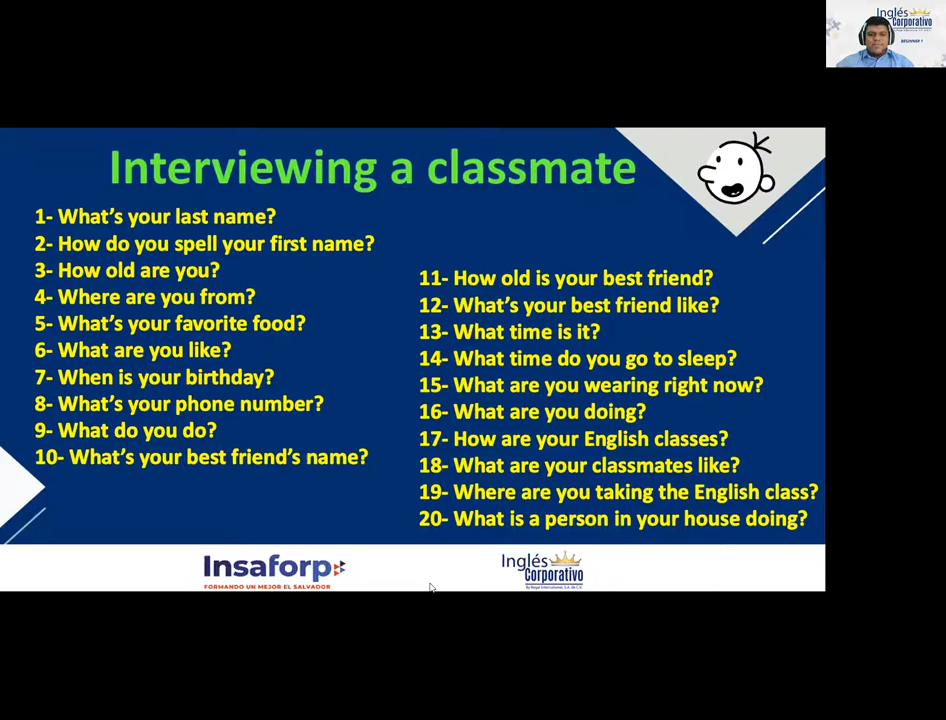 Inglés
Corporativo
BEGINNER 1
Interviewing a classmate
1- What's your last name?
2- How do you spell your first name?
3- How old are you?
4- Where are you from?
5- What's your favorite food?
6- What are you like?
7- When is your birthday?
8- What's your phone number?
9- What do you do?
10- What's your best friend's name?
11- How old is your best friend?
12- What's your best friend like?
13- What time is it?
14- What time do you go to sleep?
15- What are you wearing right now?
16- What are you doing?
17- How are your English classes?
18- What are your classmates like?
19- Where are you taking the English class?
20- What is a person in your house doing?
Insaforp
FORMANDO UN MEJOR EL SALVADOR
Inglés
Corporativo
By Regal International, S.A. de C.V.